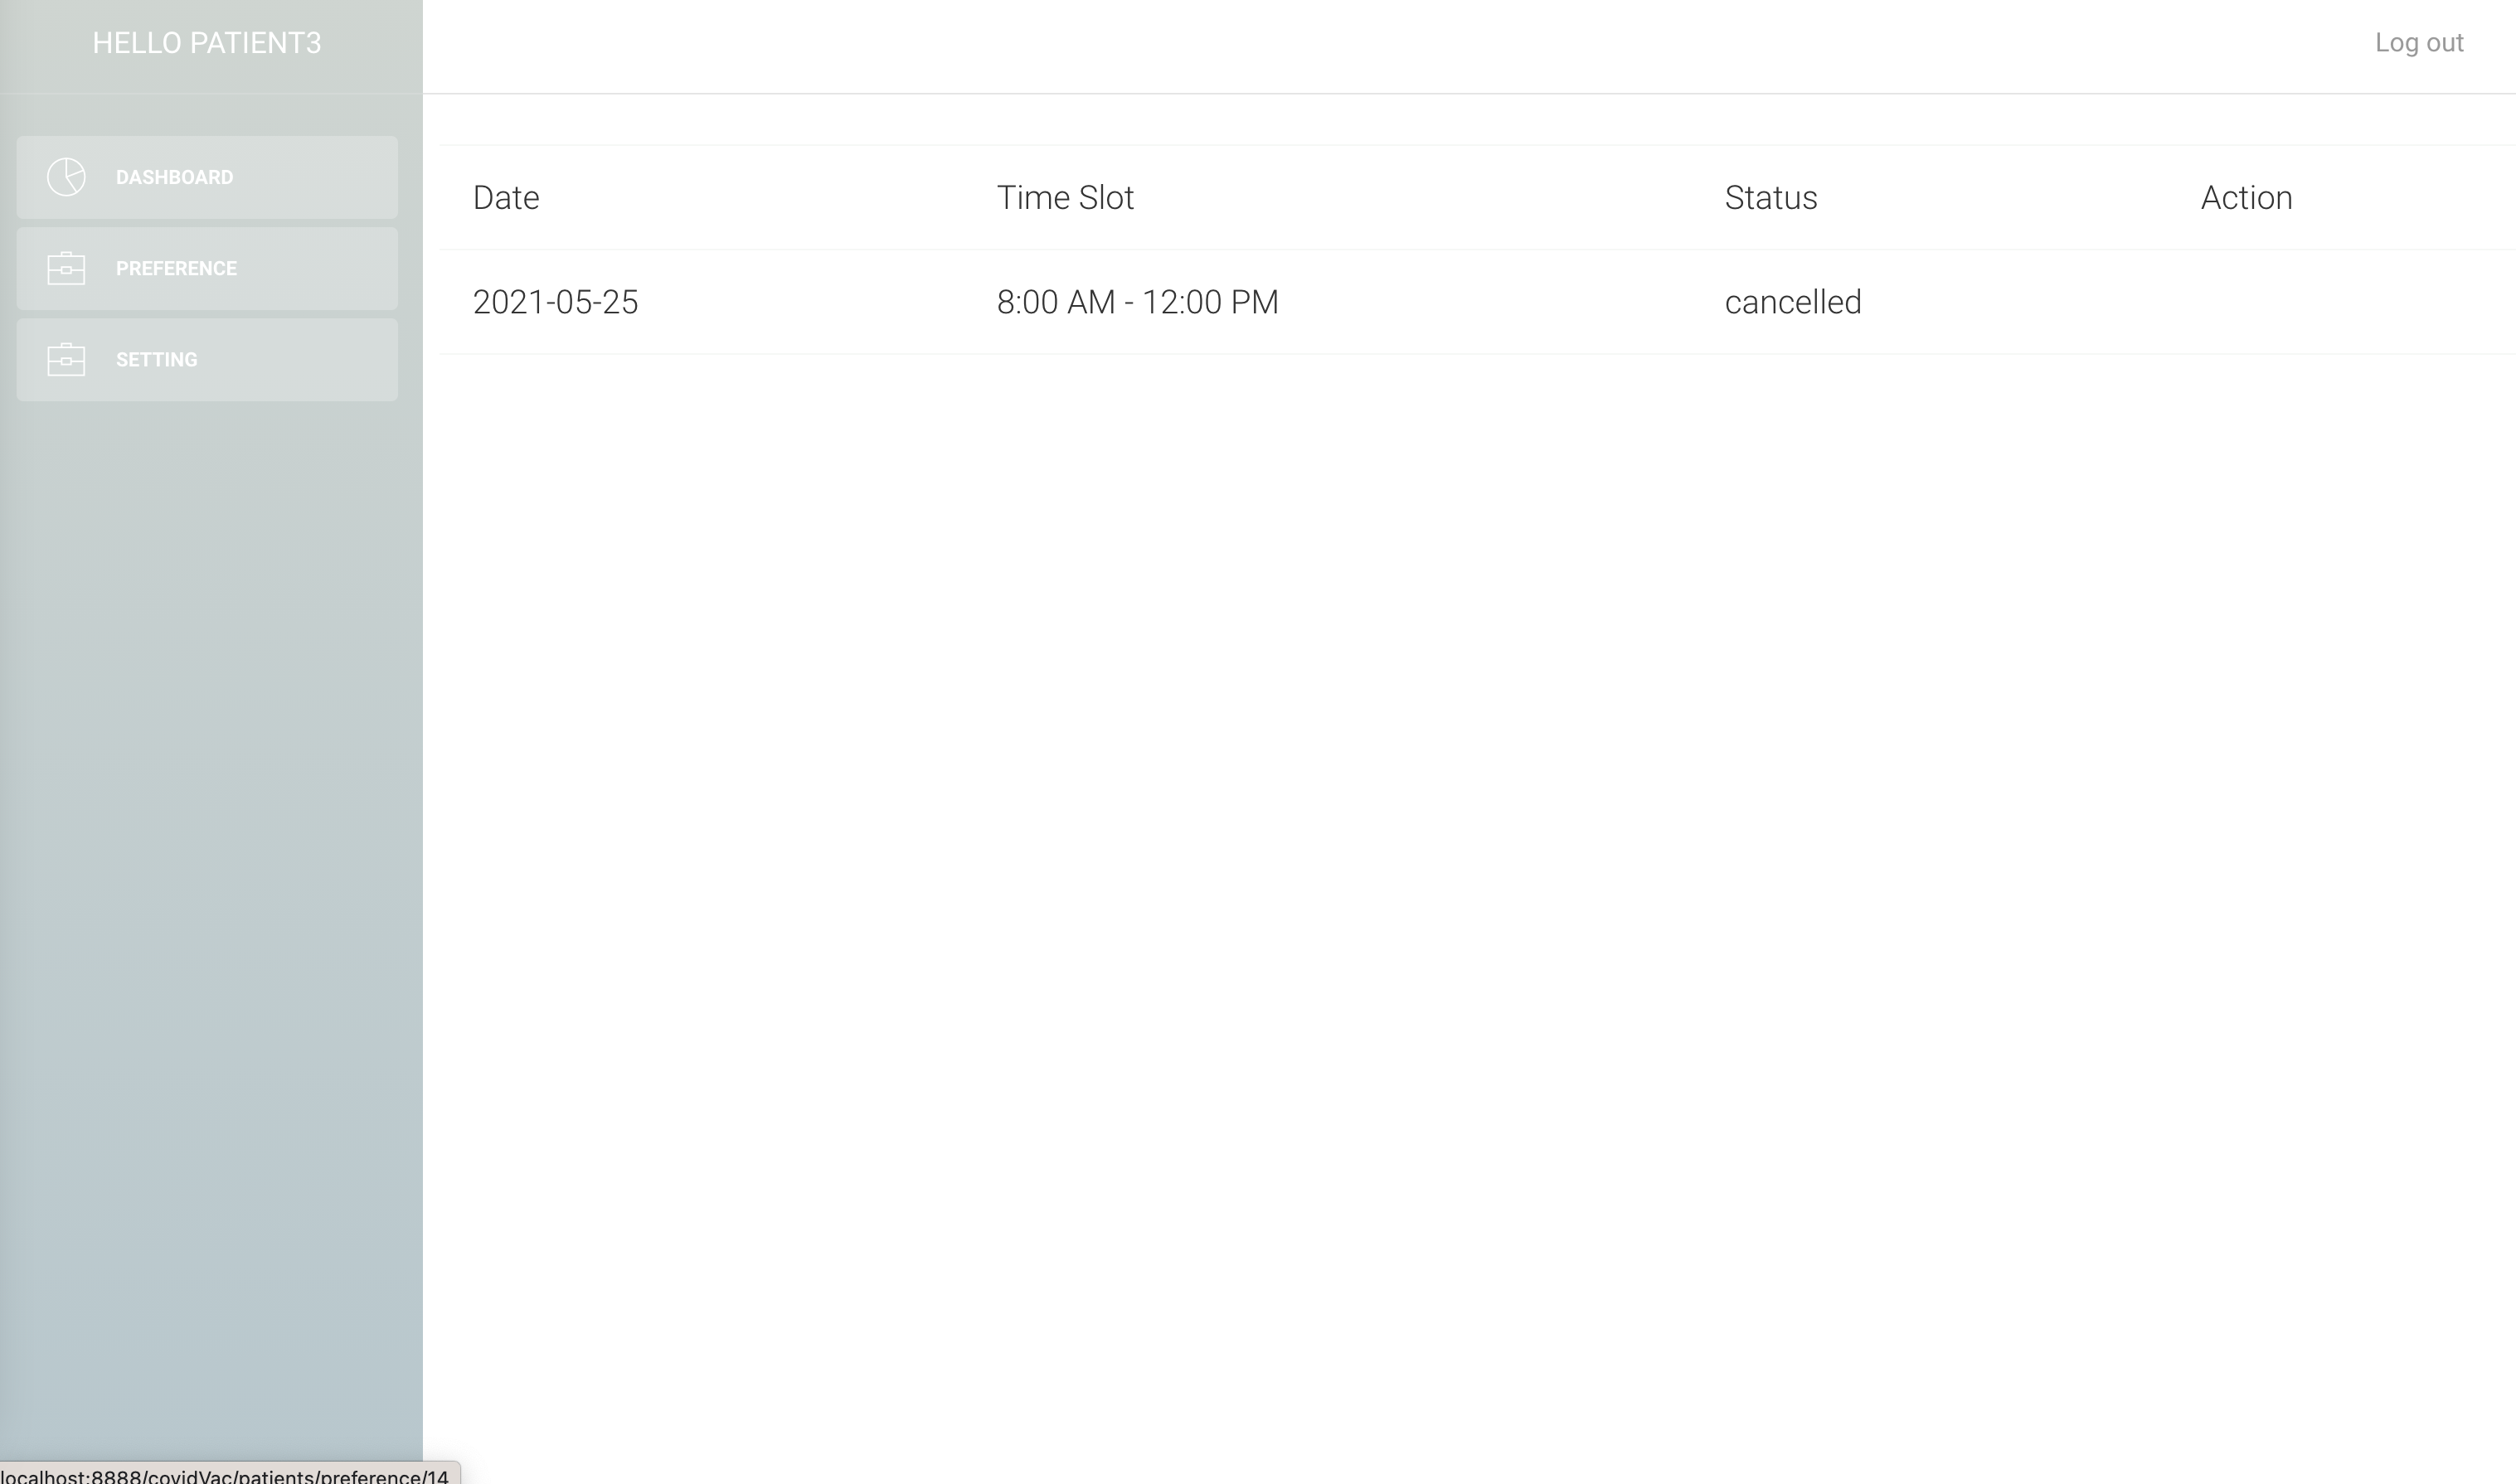 HELLO PATIENT3
Log out
DASHBOARD
PREFERENCE
SETTING
Date Time Slot Status Action
2021-05-25 8:00 AM - 12:00 PM cancelled
localhost:8888/covidVac/patients/preference/14